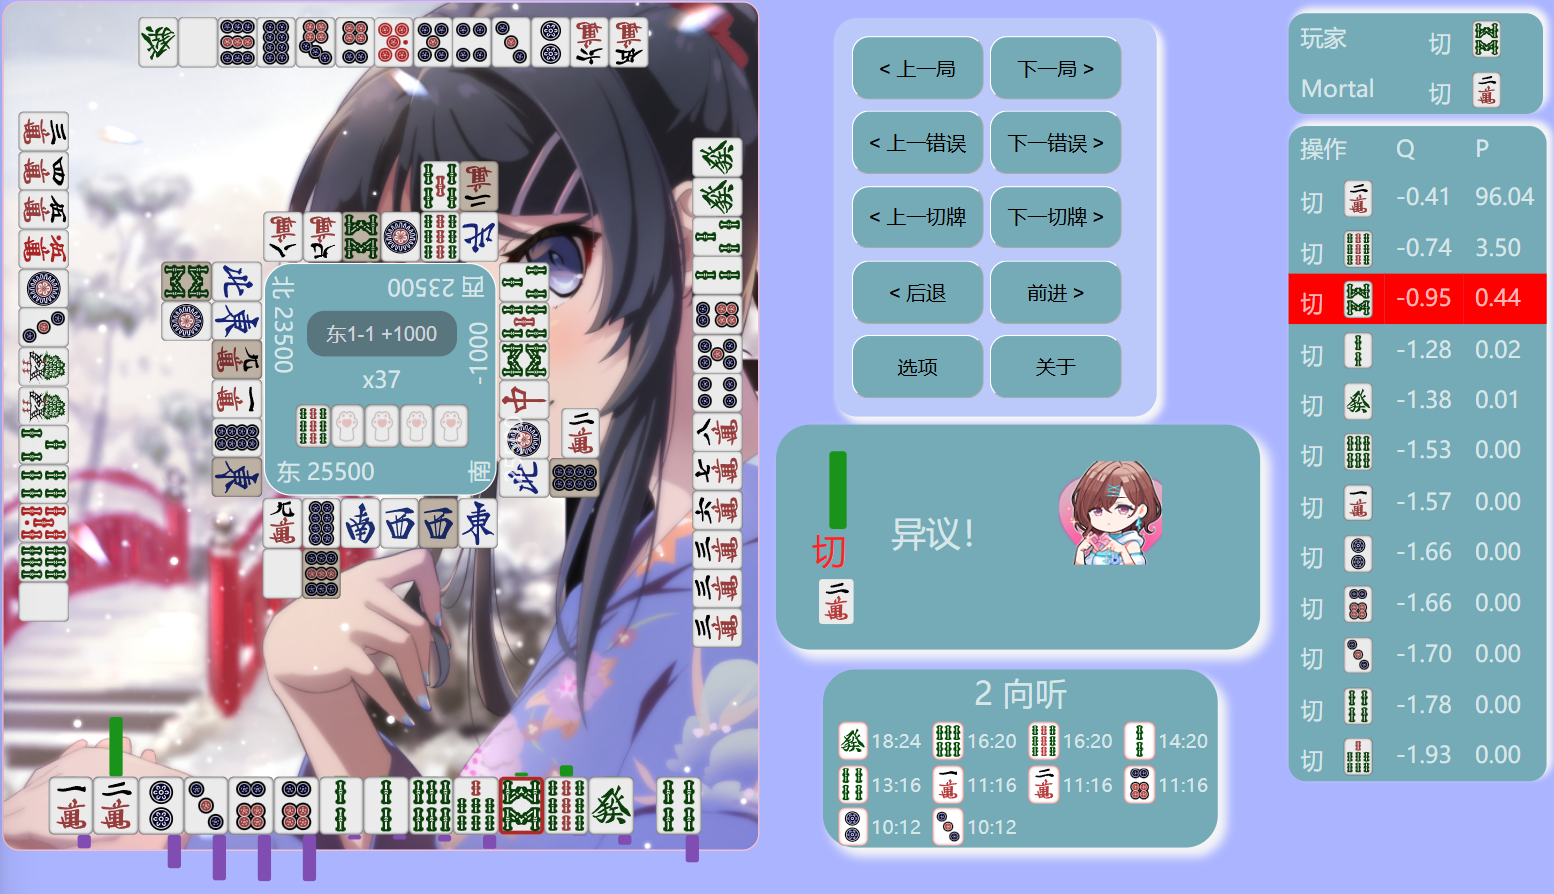 < 上一局
下一局 >
< 上一错误
下一错误 >
< 上一切牌
下一切牌 >
< 后退
前进 >
选项
关于
北 23500
西 23500
南 -1000
东 25500
东1-1 +1000
x37
切
异议!
2 向听
18:24
16:20
16:20
14:20
13:16
11:16
11:16
11:16
10:12
10:12
玩家 切
Mortal 切
操作 Q P
切 -0.41 96.04
切 -0.74 3.50
切 -0.95 0.44
切 -1.28 0.02
切 -1.38 0.01
切 -1.53 0.00
切 -1.57 0.00
切 -1.66 0.00
切 -1.66 0.00
切 -1.70 0.00
切 -1.78 0.00
切 -1.93 0.00